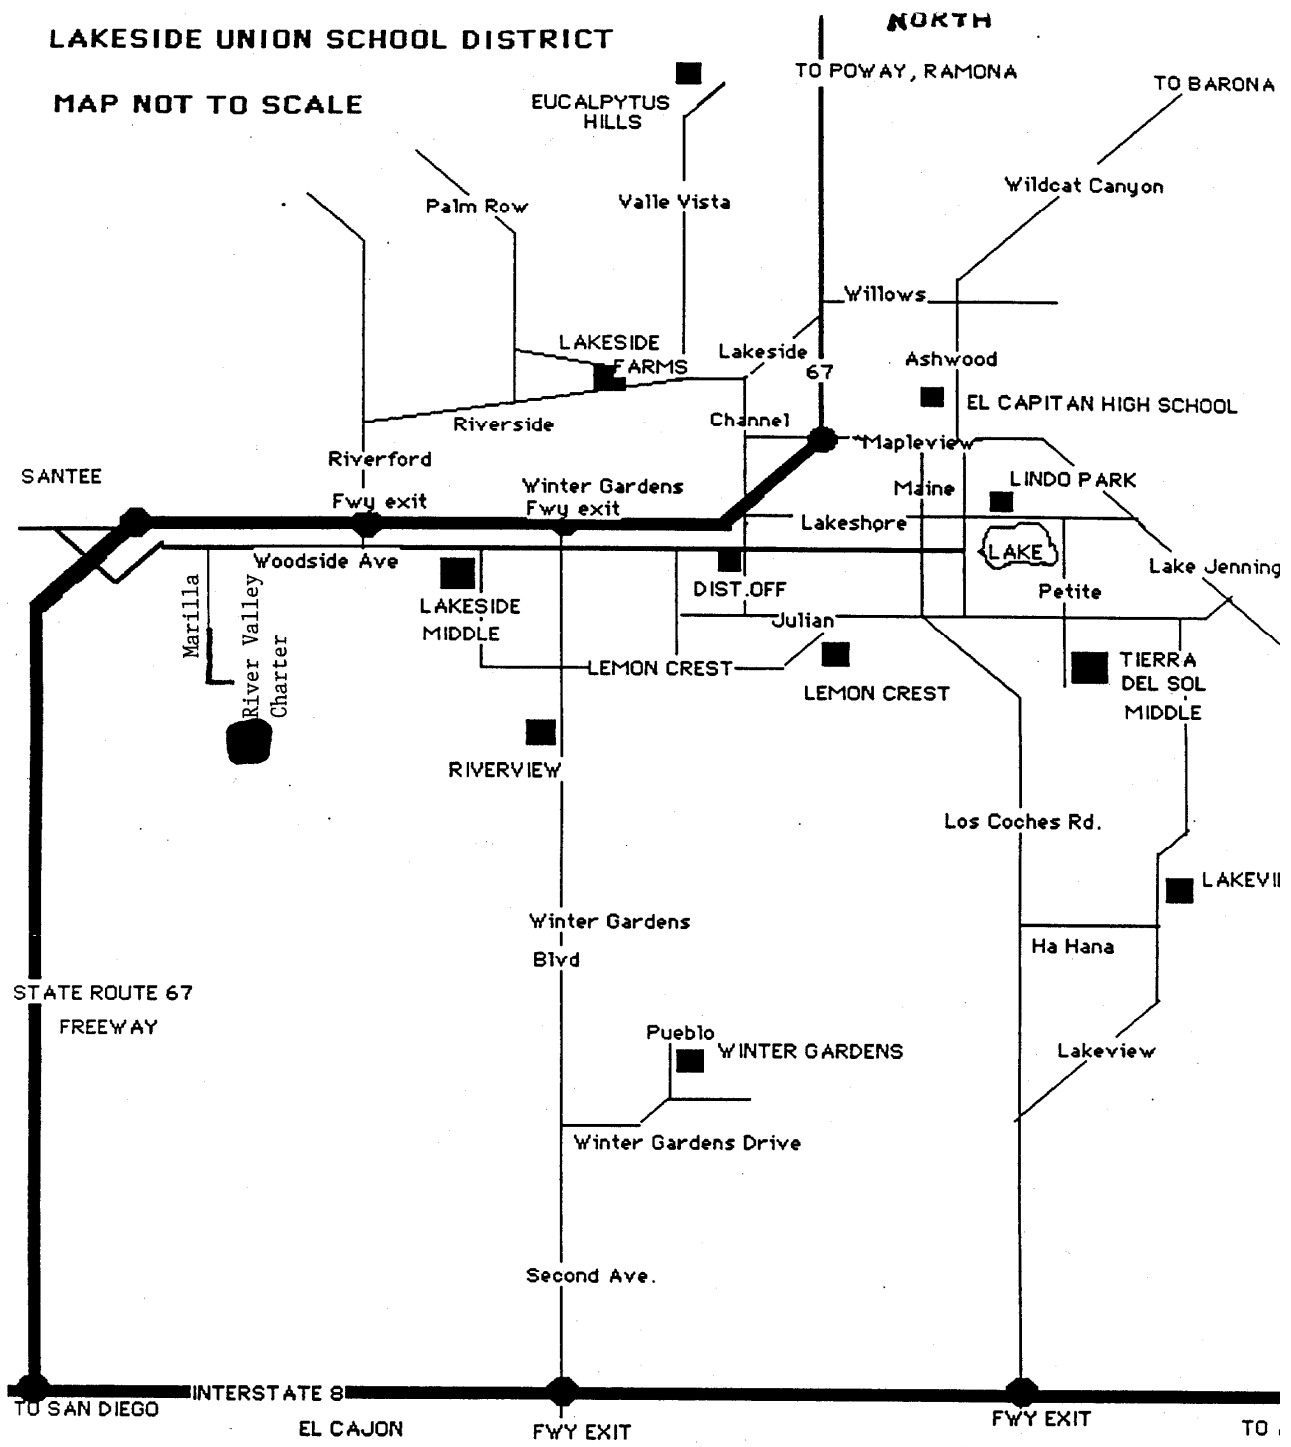 NORTH
LAKESIDE UNION SCHOOL DISTRICT
TO POWAY, RAMONA
TO BARONA
MAP NOT TO SCALE
EUCALPYTUS
HILLS
Wildcat Canyon
Palm Row
Valle Vista
Willows
LAKESIDE
FARMS
Lakeside
67
Ashwood
EL CAPITAN HIGH SCHOOL
Riverside
Channel
Mapleview
SANTEE
Riverford
Fwy exit
Winter Gardens
Fwy exit
Maine
LINDO PARK
Lakeshore
LAKE
Woodside Ave
Lake Jenning
Marilla
River Valley
Charter
LAKESIDE
MIDDLE
DIST.OFF
Petite
Julian
LEMON CREST
LEMON CREST
TIERRA
DEL SOL
MIDDLE
RIVERVIEW
Los Coches Rd.
LAKEVI
Winter Gardens
Blvd
Ha Hana
STATE ROUTE 67
FREEWAY
Pueblo
WINTER GARDENS
Lakeview
Winter Gardens Drive
Second Ave.
INTERSTATE 8
TO SAN DIEGO
EL CAJON
FWY EXIT
FWY EXIT
TO